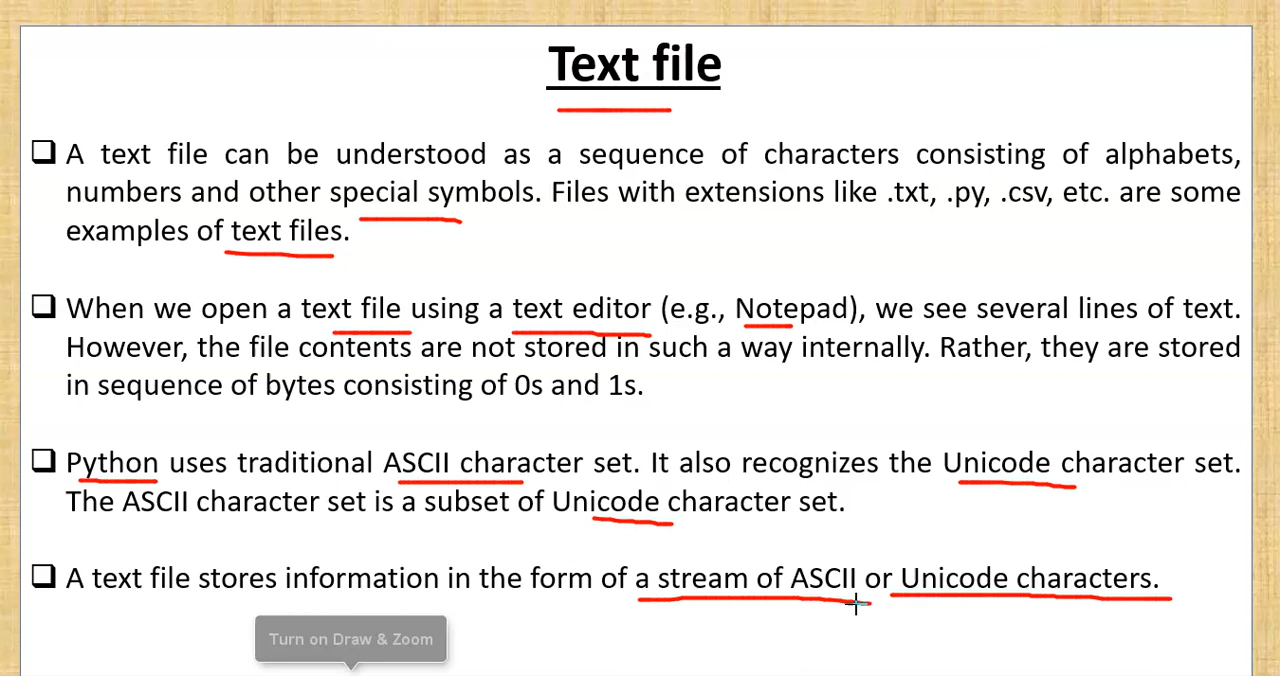 Text file
❑ A text file can be understood as a sequence of characters consisting of alphabets,
numbers and other special symbols. Files with extensions like .txt, .py, .csv, etc. are some
examples of text files.
❑ When we open a text file using a text editor (e.g., Notepad), we see several lines of text.
However, the file contents are not stored in such a way internally. Rather, they are stored
in sequence of bytes consisting of 0s and 1s.
❑ Python uses traditional ASCII character set. It also recognizes the Unicode character set.
The ASCII character set is a subset of Unicode character set.
❑ A text file stores information in the form of a stream of ASCII or Unicode characters.
Turn on Draw & Zoom